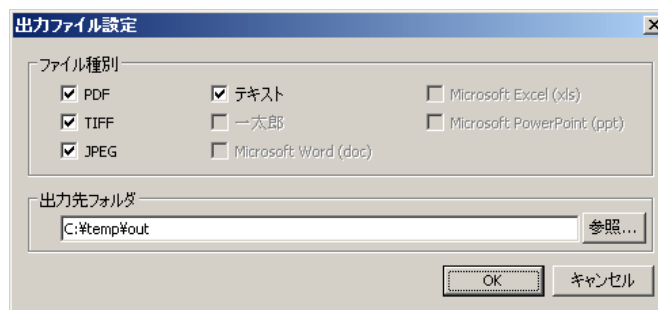 出力ファイル設定
ファイル種別
PDF テキスト Microsoft Excel (xls)
TIFF 一太郎 Microsoft PowerPoint (ppt)
JPEG Microsoft Word (doc)
出力先フォルダ
C:¥temp¥out 参照...
OK キャンセル